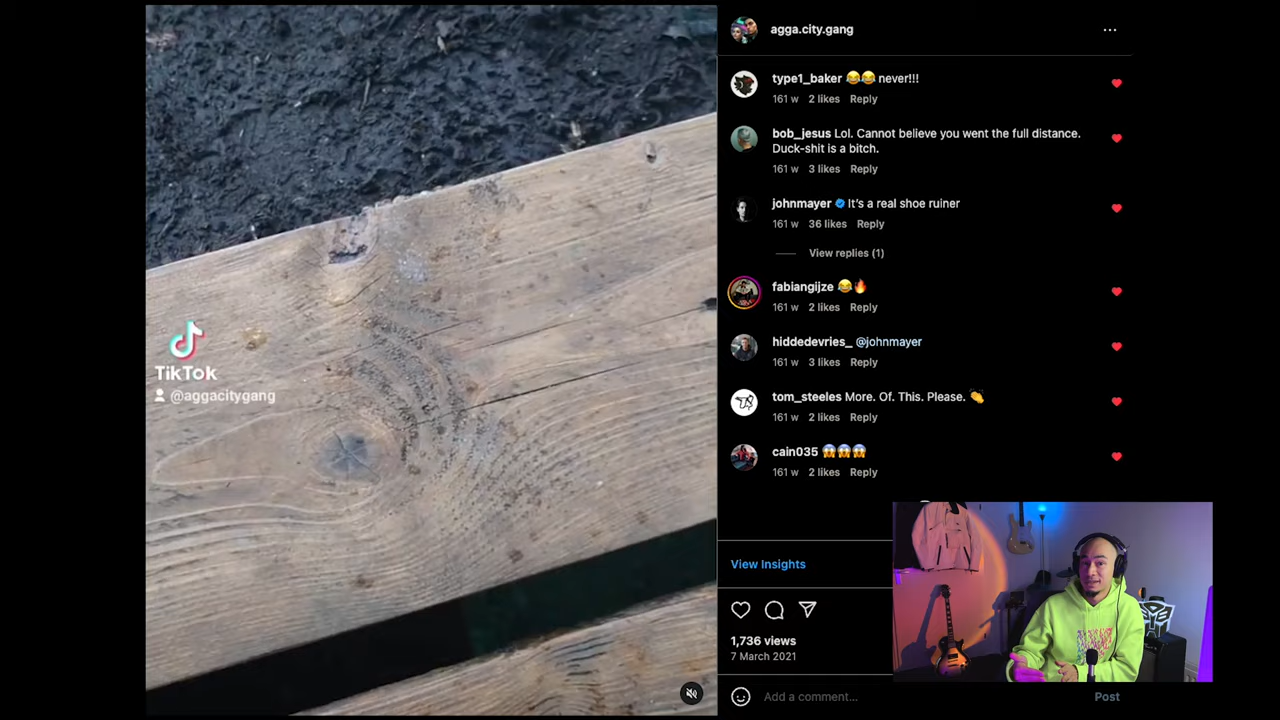 agga.city.gang
type1_baker 😂😂 never!!!
161 w 2 likes Reply
bob_jesus Lol. Cannot believe you went the full distance.
Duck-shit is a bitch.
161 w 3 likes Reply
johnmayer It's a real shoe ruiner
161 w 36 likes Reply
View replies (1)
fabiangijze 😂🔥
161 w 2 likes Reply
hiddedevries_ @johnmayer
161 w 3 likes Reply
tom_steeles More. Of. This. Please. 👏
161 w 2 likes Reply
cain035 😱😱😱
161 w 2 likes Reply
View Insights
1,736 views
7 March 2021
Add a comment...
Post
TikTok
@aggacitygang